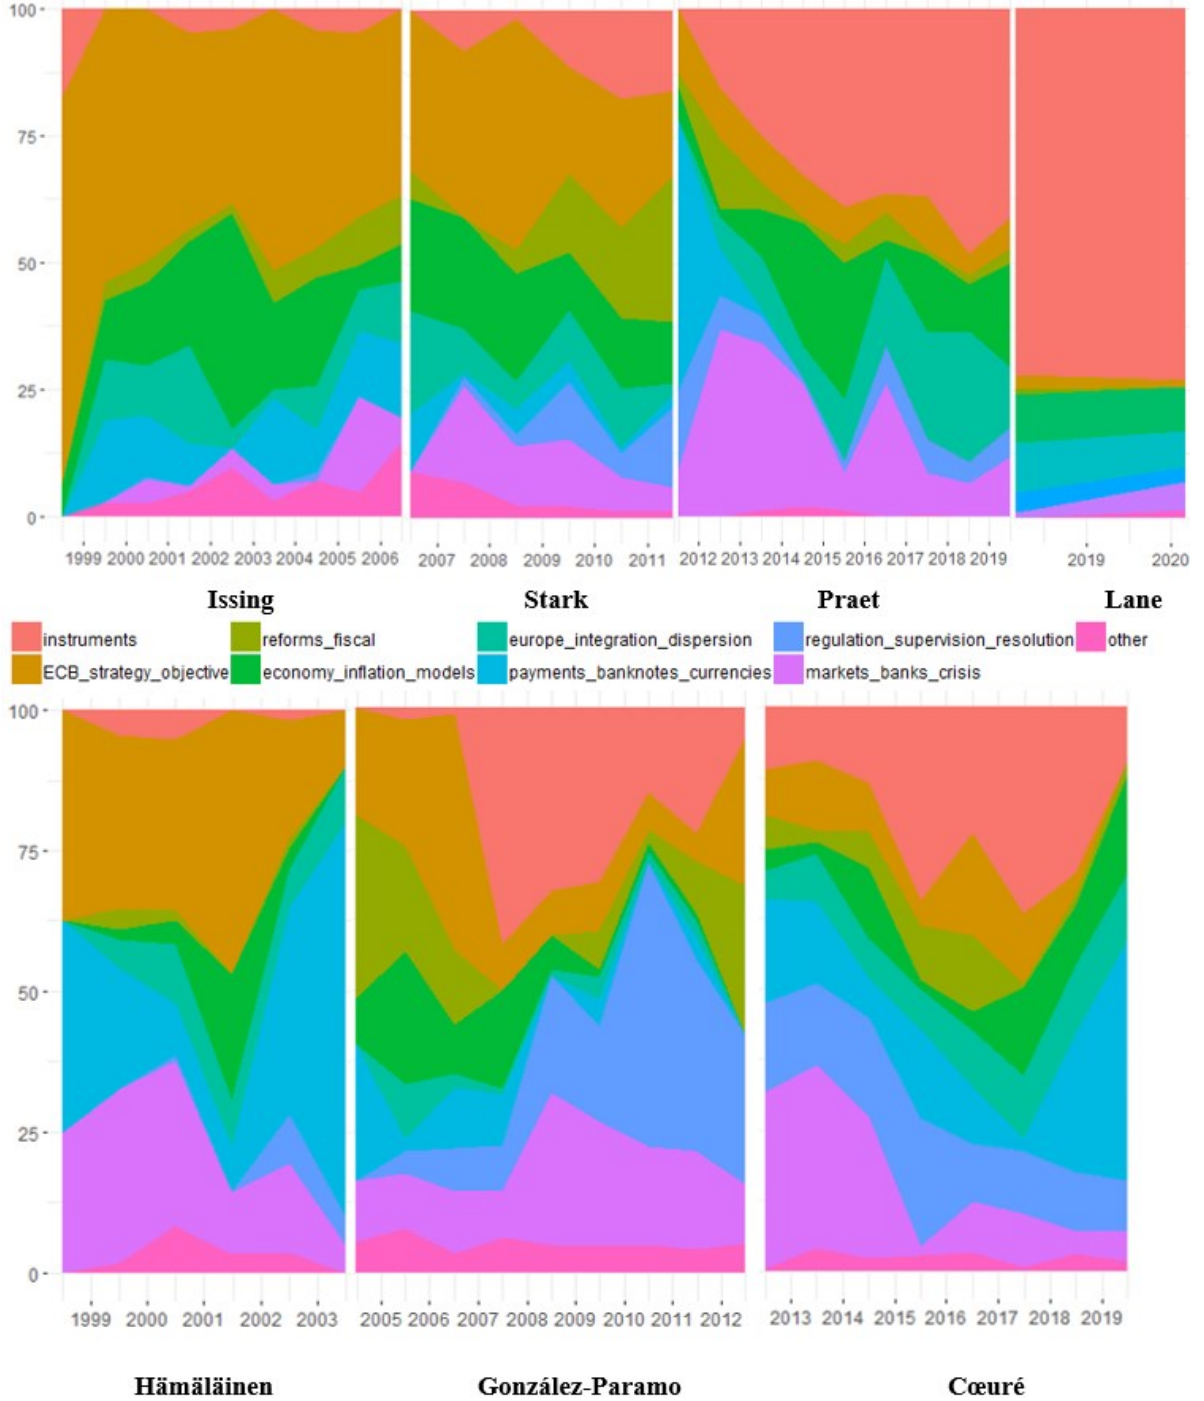 100
75
50
25
0
1999 2000 2001 2002 2003 2004 2005 2006
2007 2008 2009 2010 2011
2012 2013 2014 2015 2016 2017 2018 2019
2019 2020
Issing Stark Praet Lane
instruments reforms_fiscal europe_integration_dispersion regulation_supervision_resolution other
ECB_strategy_objective economy_inflation_models payments_banknotes_currencies markets_banks_crisis
100
75
50
25
0
1999 2000 2001 2002 2003
2005 2006 2007 2008 2009 2010 2011 2012
2013 2014 2015 2016 2017 2018 2019
Hämäläinen González-Paramo Cœuré